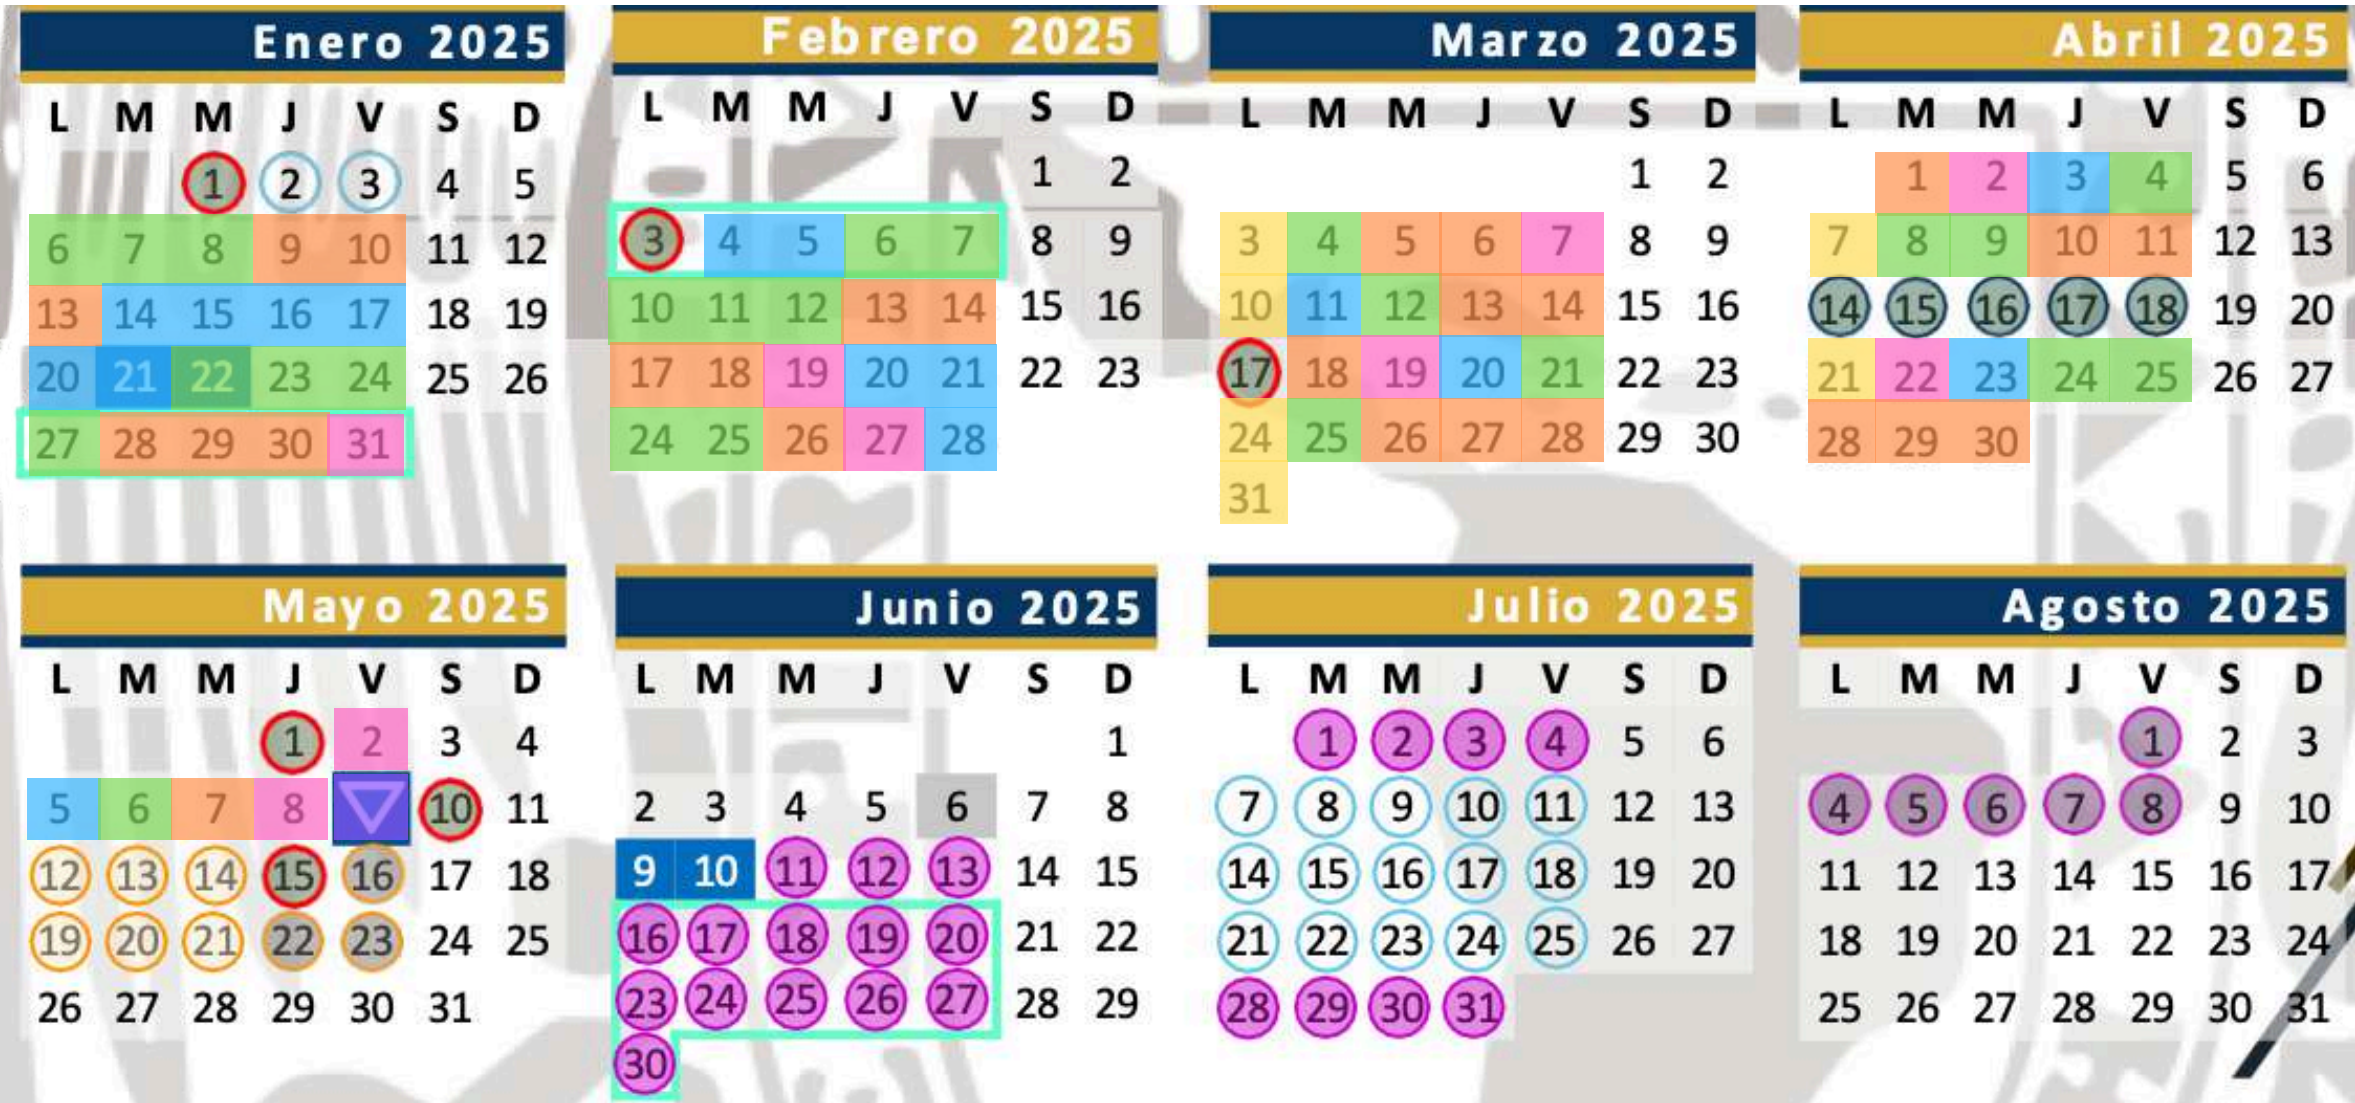 Enero 2025
L M M J V S D
1 2 3 4 5
6 7 8 9 10 11 12
13 14 15 16 17 18 19
20 21 22 23 24 25 26
27 28 29 30 31
Febrero 2025
L M M J V S D
1 2
3 4 5 6 7 8 9
10 11 12 13 14 15 16
17 18 19 20 21 22 23
24 25 26 27 28
Marzo 2025
L M M J V S D
1 2
3 4 5 6 7 8 9
10 11 12 13 14 15 16
17 18 19 20 21 22 23
24 25 26 27 28 29 30
31
Abril 2025
L M M J V S D
1 2 3 4 5 6
7 8 9 10 11 12 13
14 15 16 17 18 19 20
21 22 23 24 25 26 27
28 29 30
Mayo 2025
L M M J V S D
1 2 3 4
5 6 7 8 10 11
12 13 14 15 16 17 18
19 20 21 22 23 24 25
26 27 28 29 30 31
Junio 2025
L M M J V S D
1
2 3 4 5 6 7 8
9 10 11 12 13 14 15
16 17 18 19 20 21 22
23 24 25 26 27 28 29
30
Julio 2025
L M M J V S D
1 2 3 4 5 6
7 8 9 10 11 12 13
14 15 16 17 18 19 20
21 22 23 24 25 26 27
28 29 30 31
Agosto 2025
L M M J V S D
1 2 3
4 5 6 7 8 9 10
11 12 13 14 15 16 17
18 19 20 21 22 23 24
25 26 27 28 29 30 31